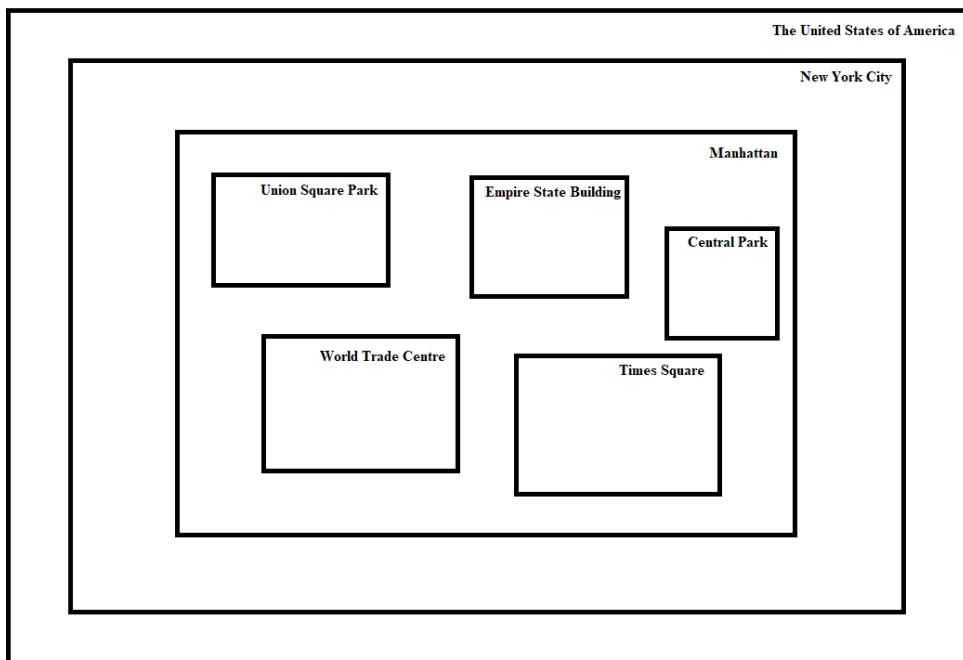 The United States of America
New York City
Manhattan
Union Square Park
Empire State Building
Central Park
World Trade Centre
Times Square